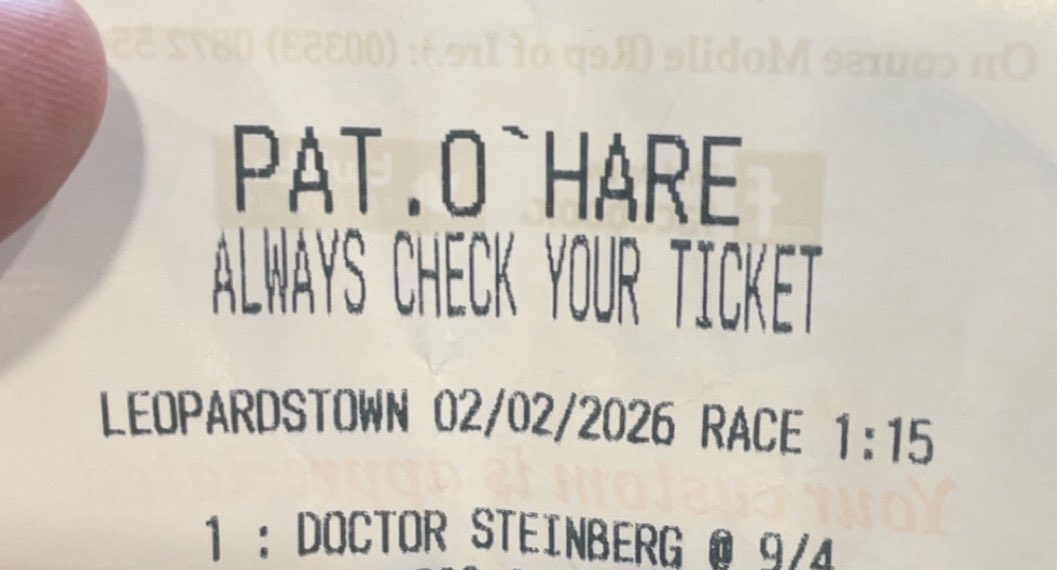 On course Mobile (Rep of Ire.): (00353) 0872 55
PAT.O`HARE
ALWAYS CHECK YOUR TICKET
LEOPARDSTOWN 02/02/2026 RACE 1:15
Your custom is
1 : DOCTOR STEINBERG @ 9/4